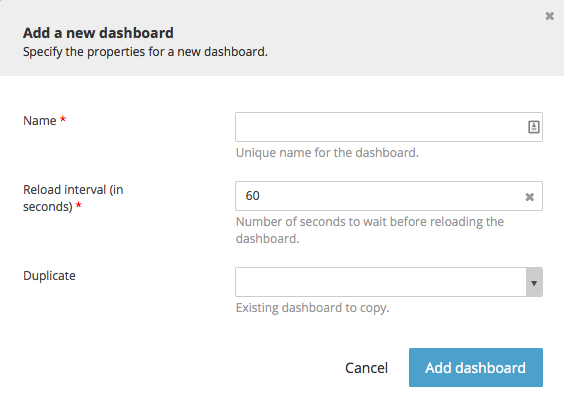 Add a new dashboard
Specify the properties for a new dashboard.
Name *
Unique name for the dashboard.
Reload interval (in
seconds) *
60
Number of seconds to wait before reloading the
dashboard.
Duplicate
Existing dashboard to copy.
Cancel
Add dashboard